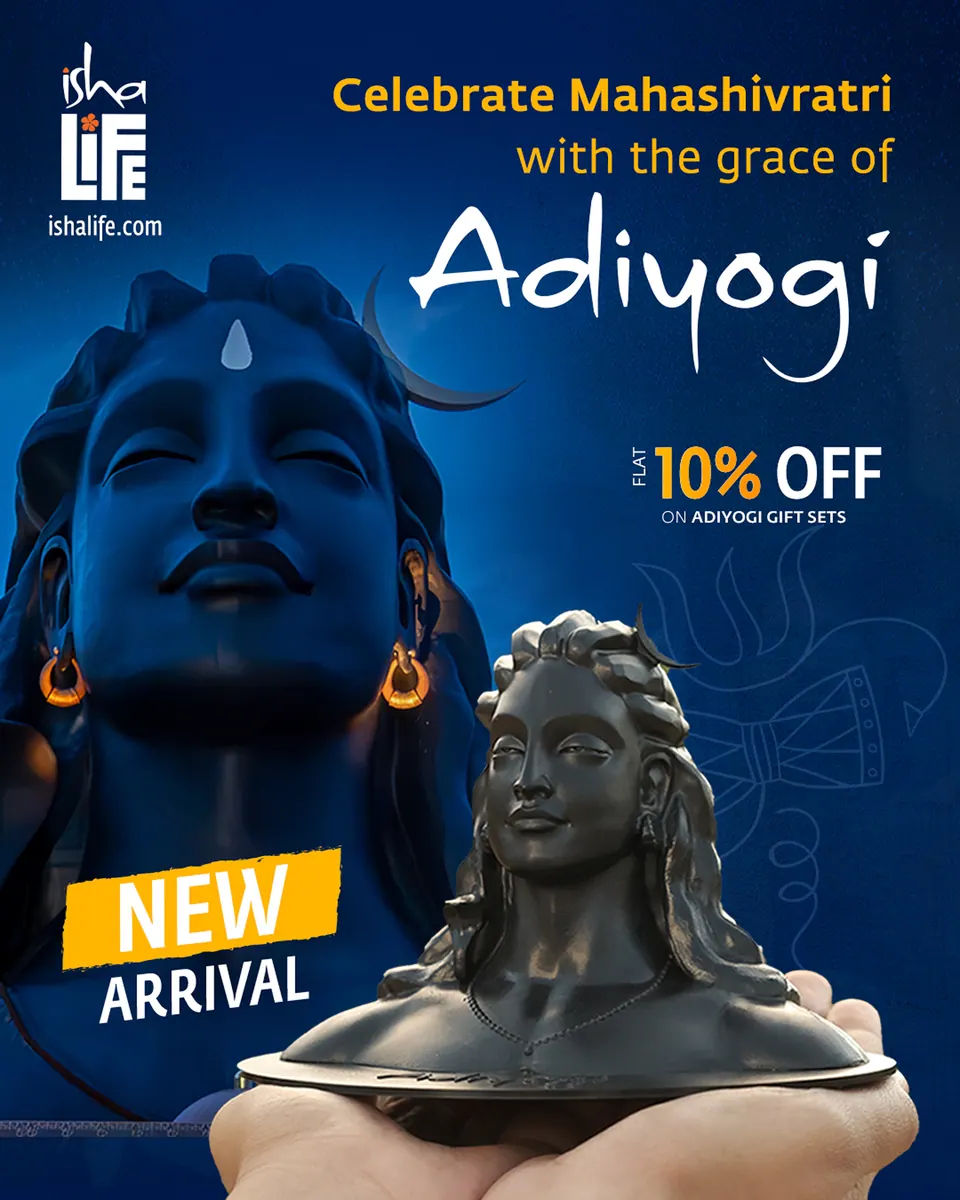 isha
LIFE
ishalife.com
Celebrate Mahashivratri
with the grace of
Adiyogi
FLAT 10% OFF
ON ADIYOGI GIFT SETS
NEW
ARRIVAL